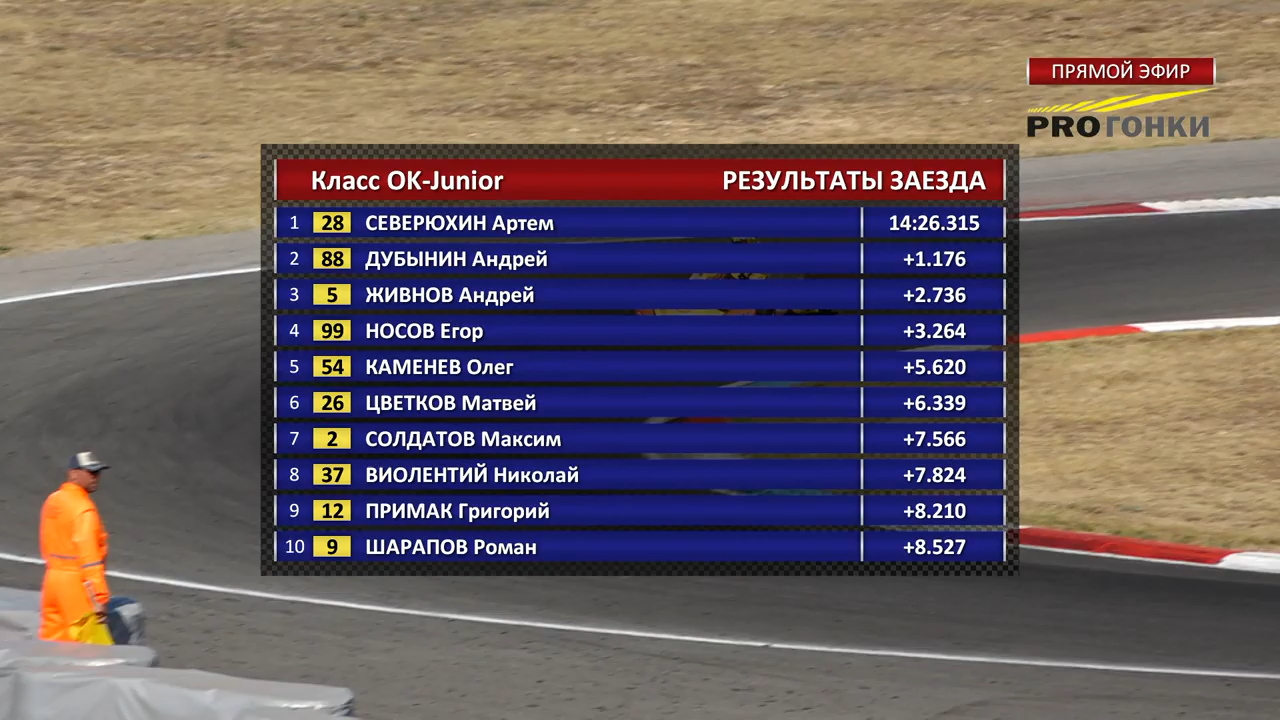 ПРЯМОЙ ЭФИР
PRO ГОНКИ
Класс OK-Junior РЕЗУЛЬТАТЫ ЗАЕЗДА
1 28 СЕВЕРЮХИН Артем 14:26.315
2 88 ДУБЫНИН Андрей +1.176
3 5 ЖИВНОВ Андрей +2.736
4 99 НОСОВ Егор +3.264
5 54 КАМЕНЕВ Олег +5.620
6 26 ЦВЕТКОВ Матвей +6.339
7 2 СОЛДАТОВ Максим +7.566
8 37 ВИОЛЕНТИЙ Николай +7.824
9 12 ПРИМАК Григорий +8.210
10 9 ШАРАПОВ Роман +8.527